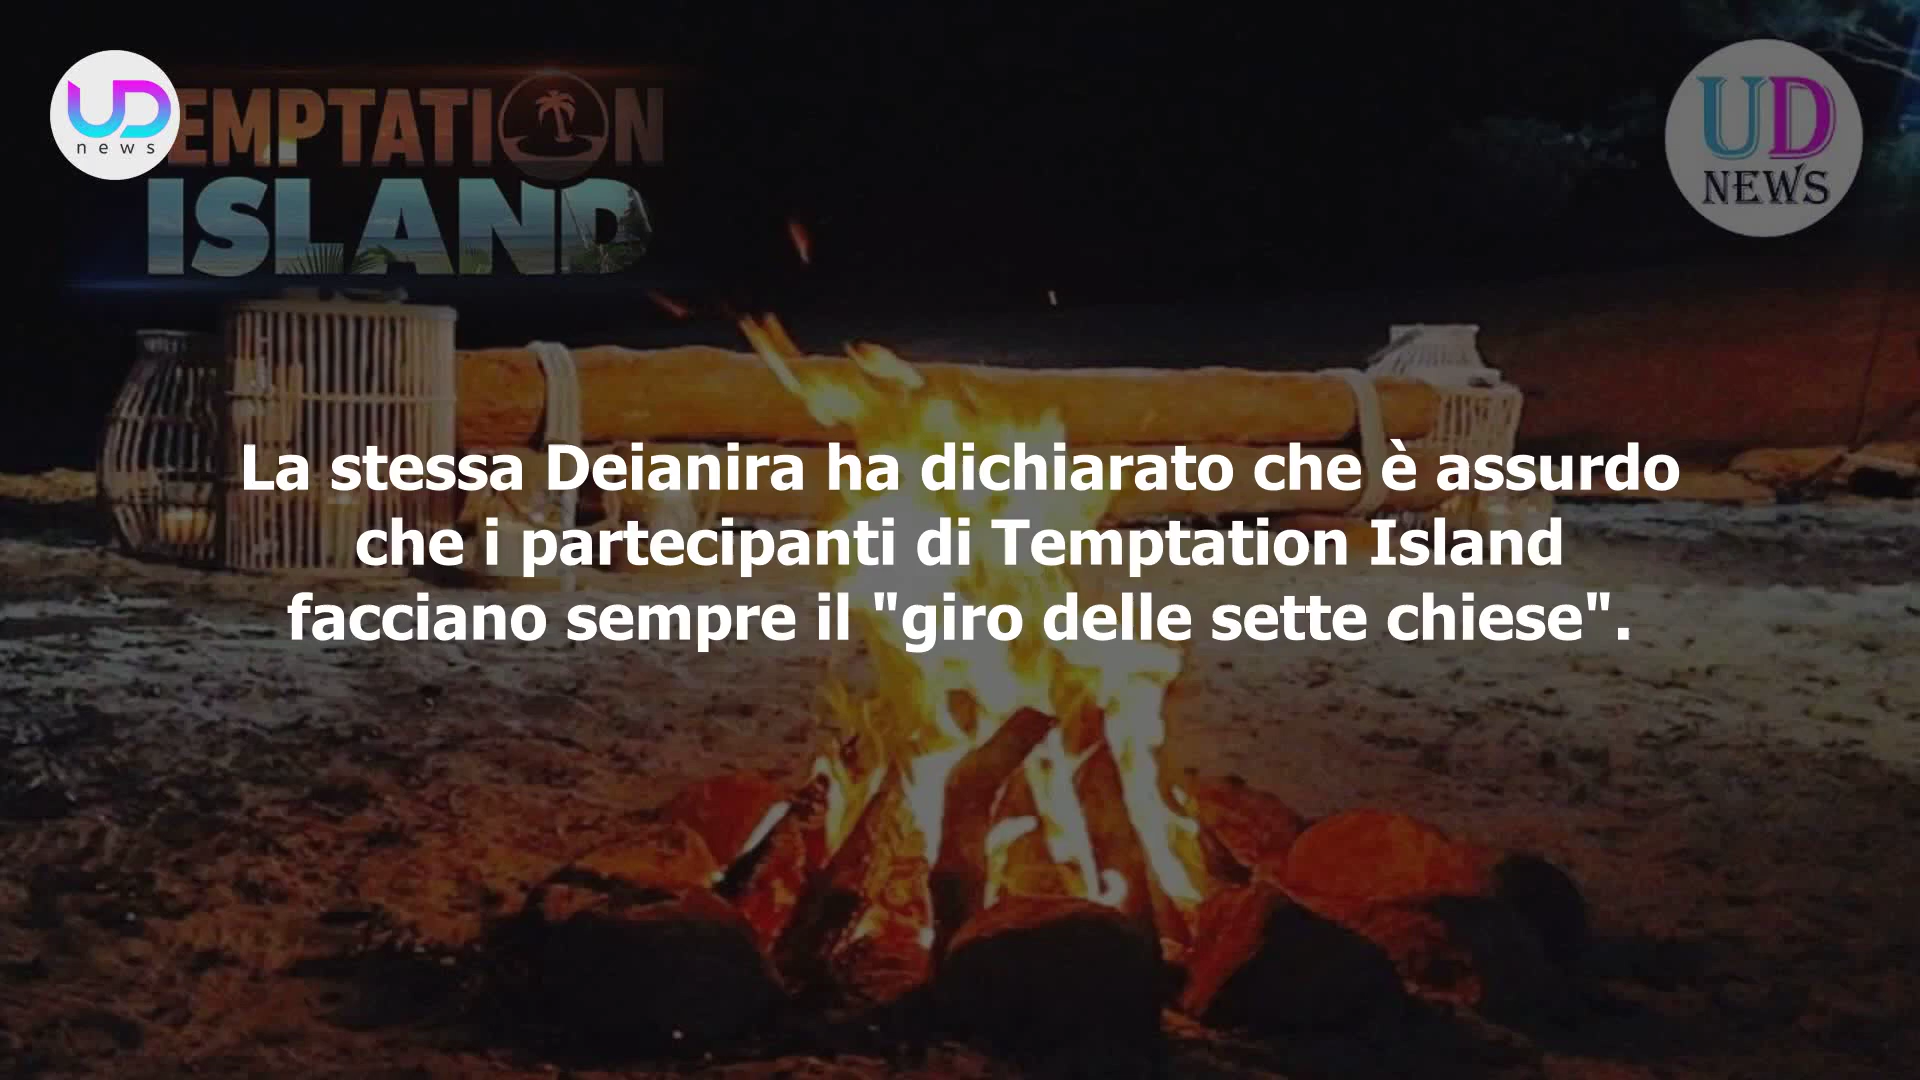 UD
news
TEMPTATION
ISLAND
UD
NEWS
La stessa Deianira ha dichiarato che è assurdo
che i partecipanti di Temptation Island
facciano sempre il "giro delle sette chiese".